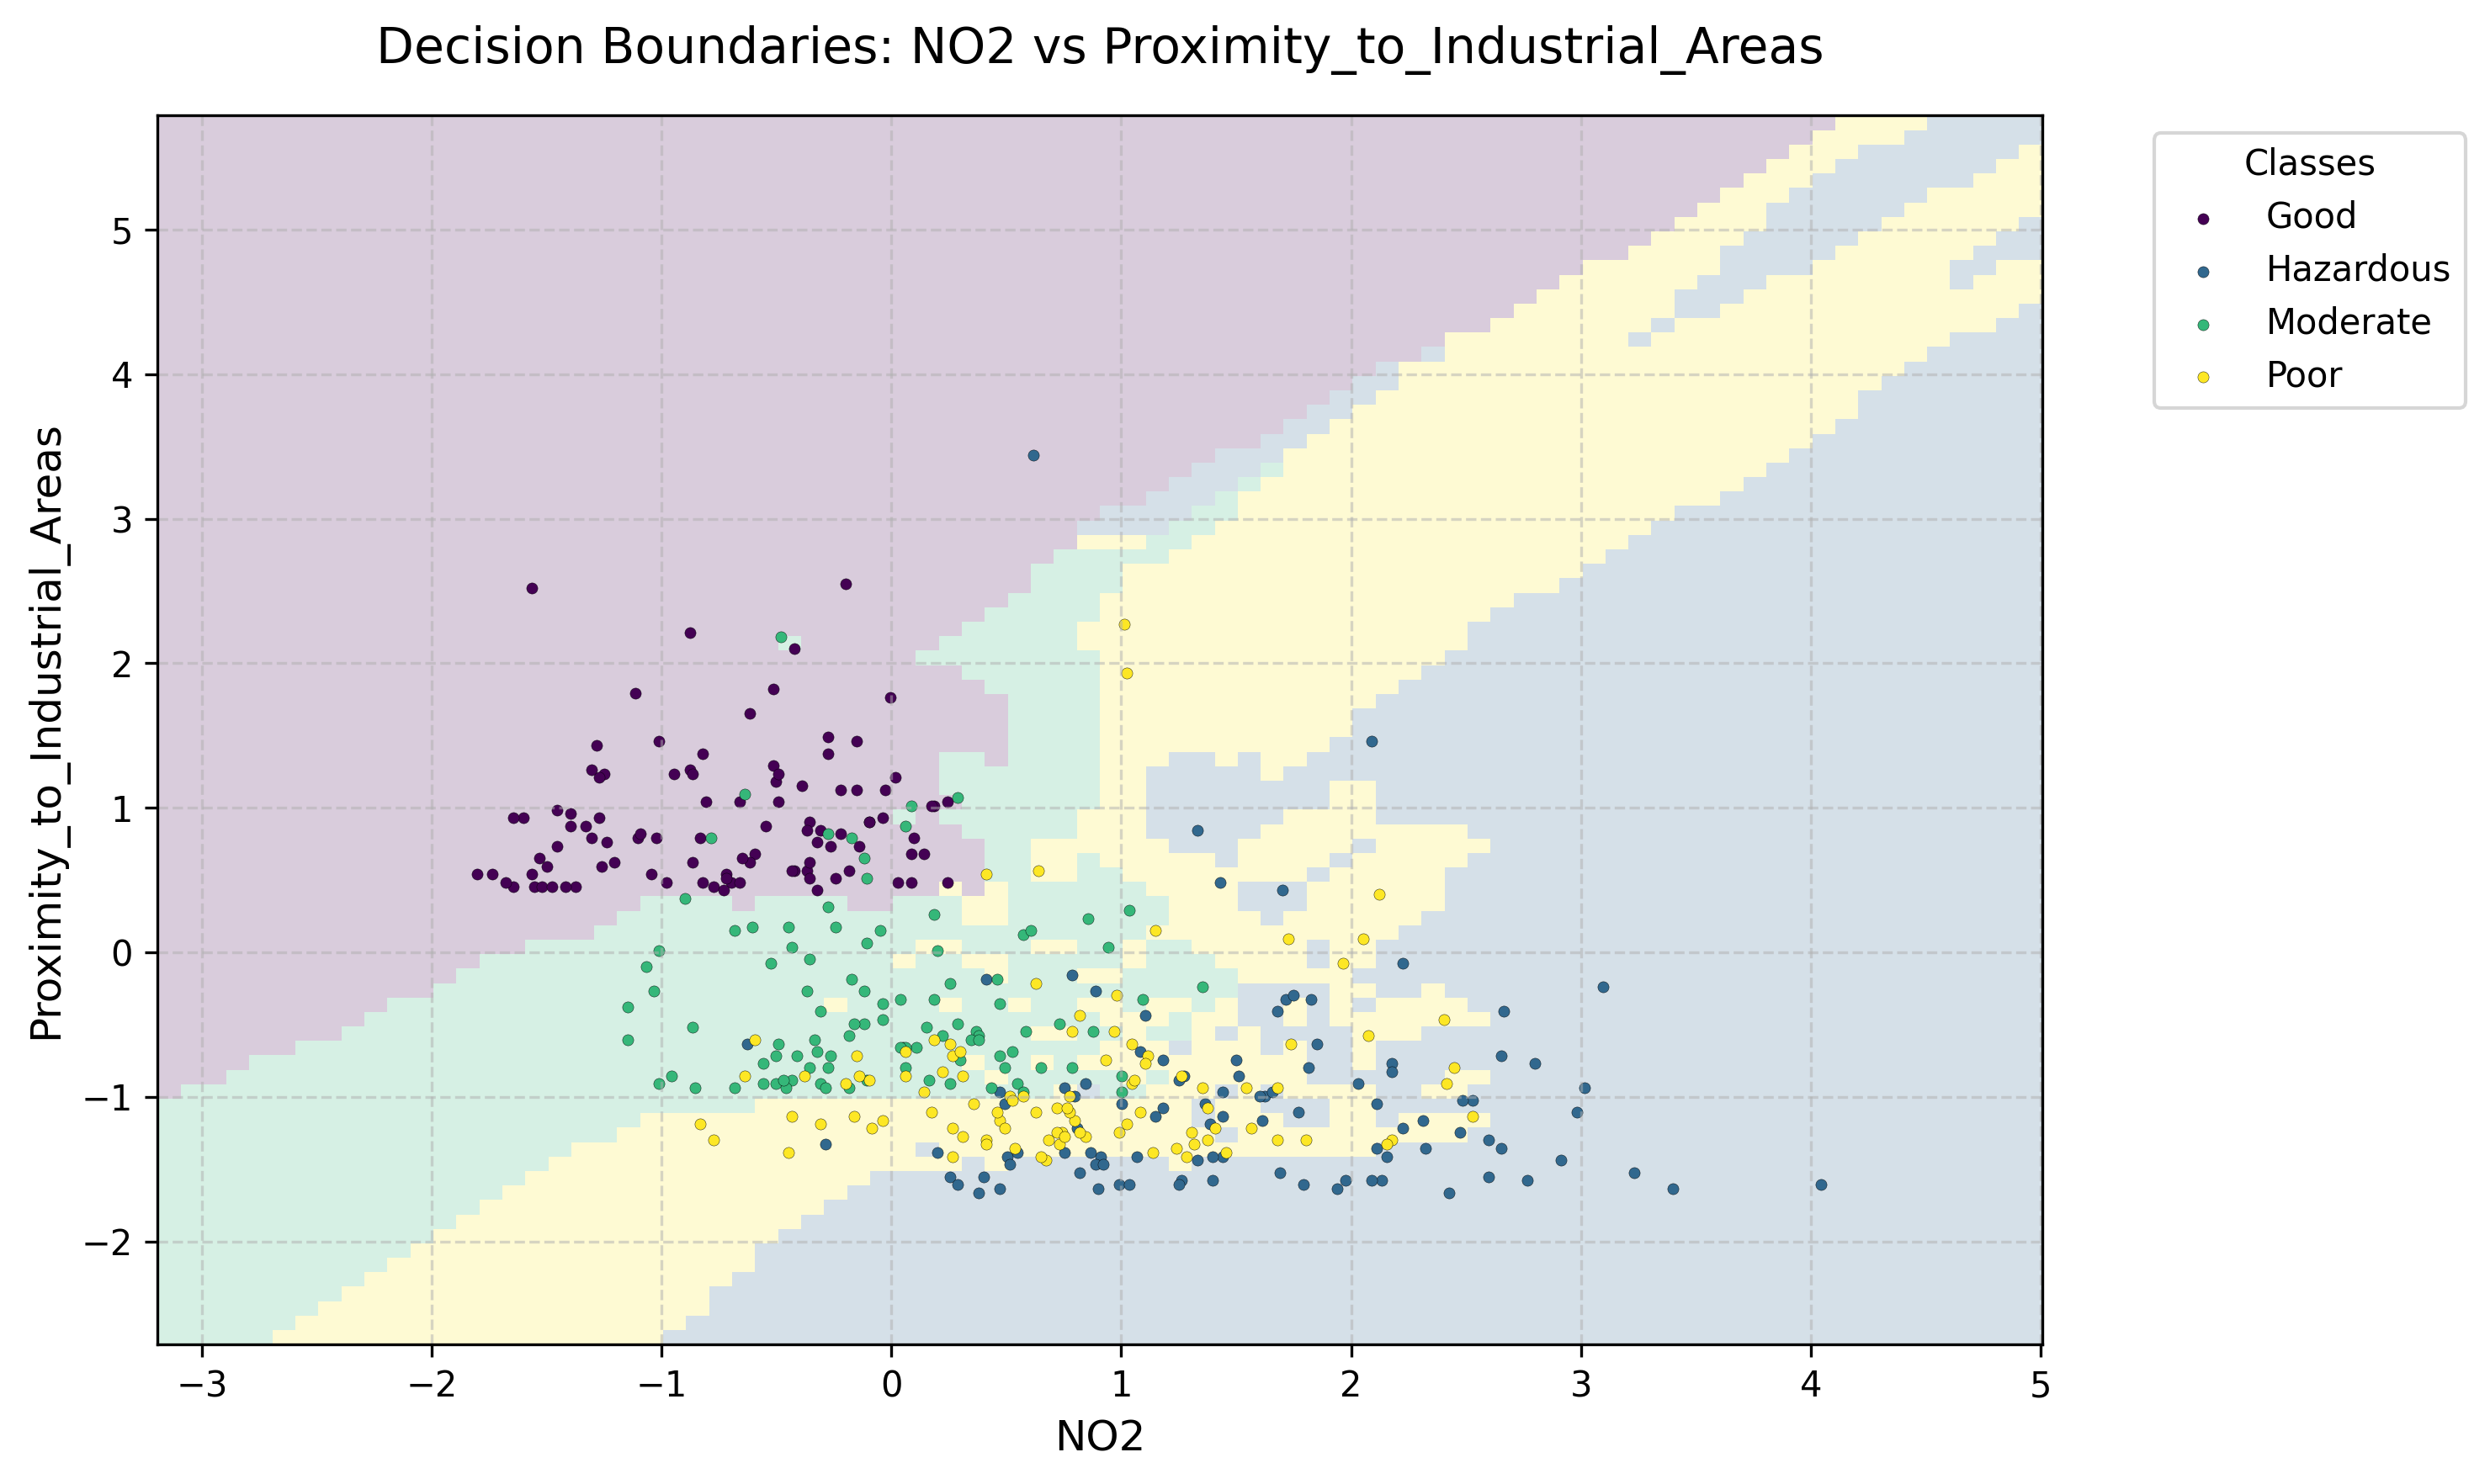 Decision Boundaries: NO2 vs Proximity_to_Industrial_Areas
Classes
Good
Hazardous
Moderate
Poor
Proximity_to_Industrial_Areas
5
4
3
2
1
0
−1
−2
−3
−2
−1
0
1
2
3
4
5
NO2